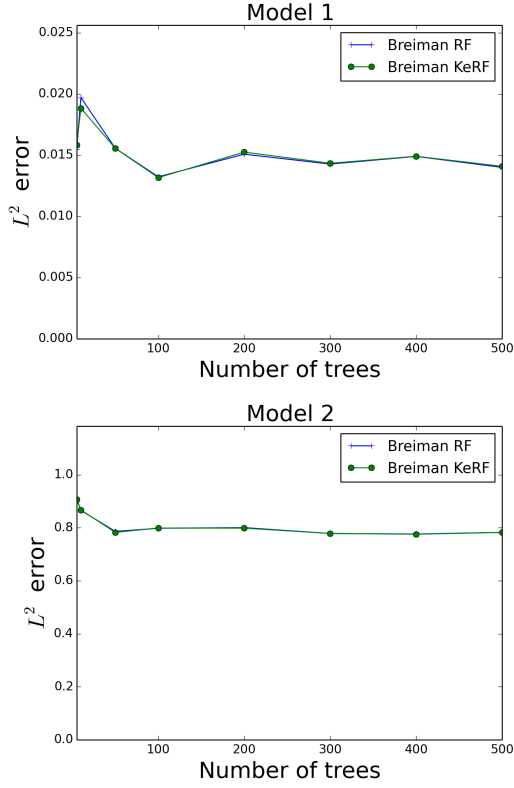 Model 1
0.025
0.020
0.015
0.010
0.005
0.000
L² error
Breiman RF
Breiman KeRF
100 200 300 400 500
Number of trees
Model 2
1.0
0.8
0.6
0.4
0.2
0.0
L² error
Breiman RF
Breiman KeRF
100 200 300 400 500
Number of trees